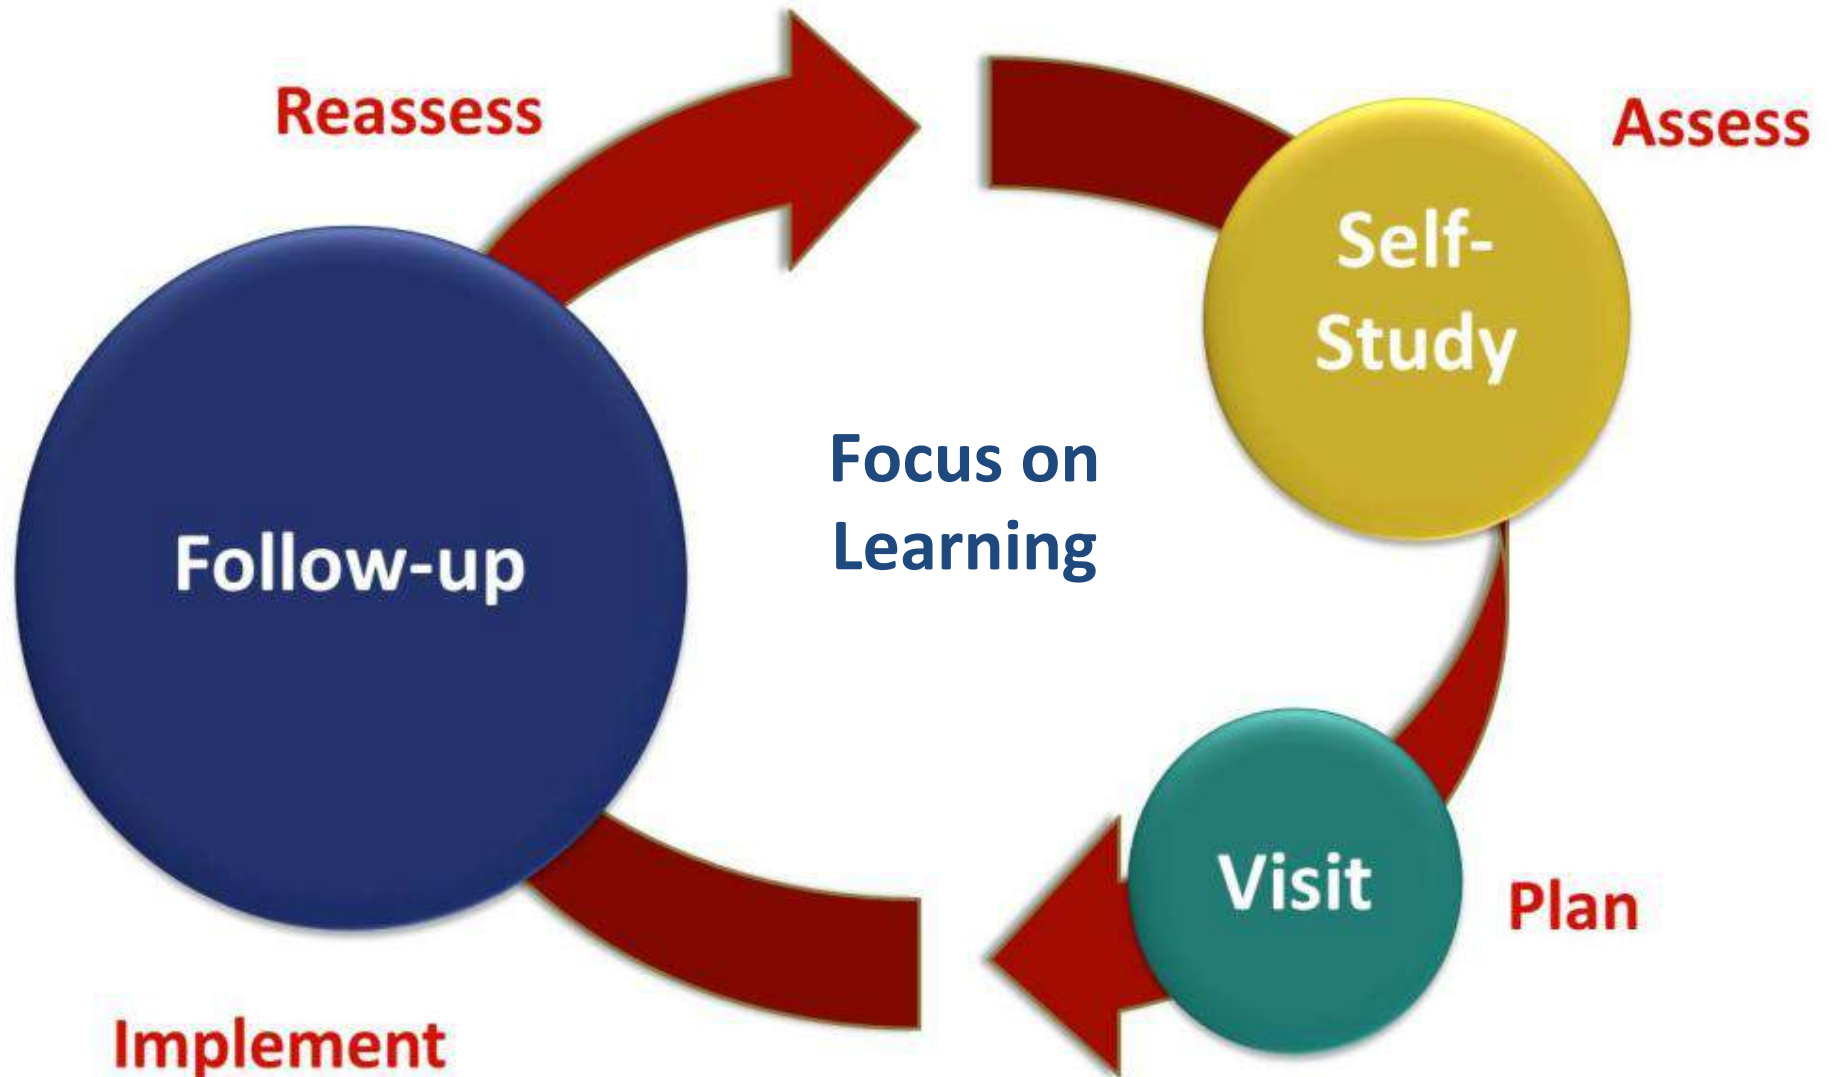 Reassess
Assess
Self-
Study
Focus on
Learning
Follow-up
Visit
Plan
Implement